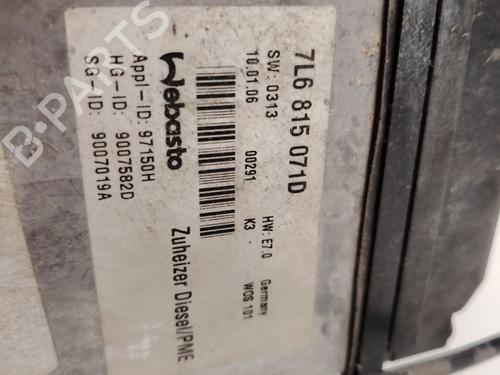 7L6 815 071D
SW: 0313 HW: E7.0 Germany
10.01.06 00291 K3 WOS 101
Webasto Zuheizer Diesel/PME
Appl-ID: 97150H
HG-ID: 9007582D
SG-ID: 9007019A
B-PARTS